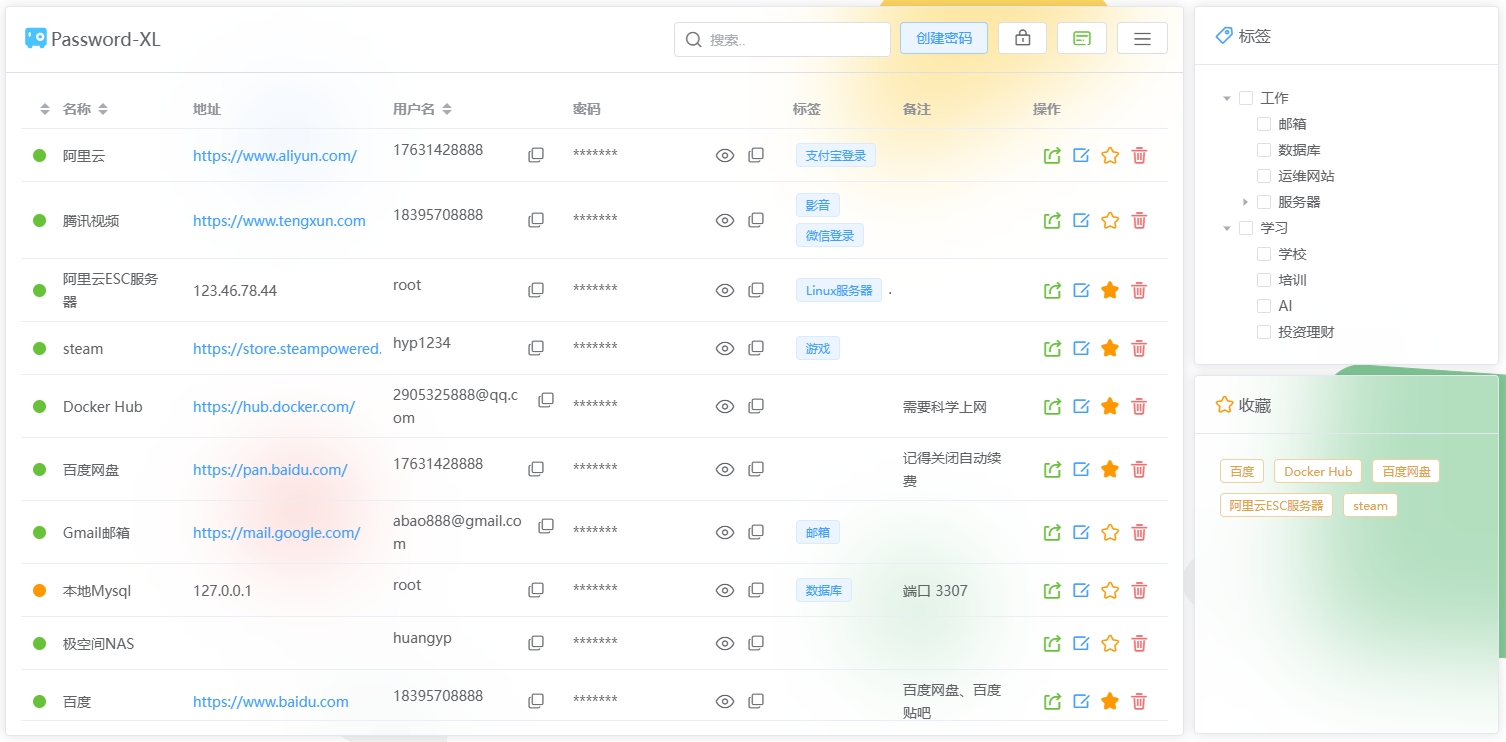 Password-XL
搜索..
创建密码
名称 地址 用户名 密码 标签 备注 操作
阿里云 https://www.aliyun.com/ 17631428888 ******* 支付宝登录
腾讯视频 https://www.tengxun.com 18395708888 ******* 影音
微信登录
阿里云ESC服务
器 123.46.78.44 root ******* Linux服务器 .
steam https://store.steampowered. hyp1234 ******* 游戏
Docker Hub https://hub.docker.com/ 2905325888@qq.c
om ******* 需要科学上网
百度网盘 https://pan.baidu.com/ 17631428888 ******* 记得关闭自动续
费
Gmail邮箱 https://mail.google.com/ abao888@gmail.co
m ******* 邮箱
本地Mysql 127.0.0.1 root ******* 数据库 端口 3307
极空间NAS huangyp *******
百度 https://www.baidu.com 18395708888 ******* 百度网盘、百度
贴吧
标签
工作
邮箱
数据库
运维网站
服务器
学习
学校
培训
AI
投资理财
收藏
百度 Docker Hub 百度网盘
阿里云ESC服务器 steam